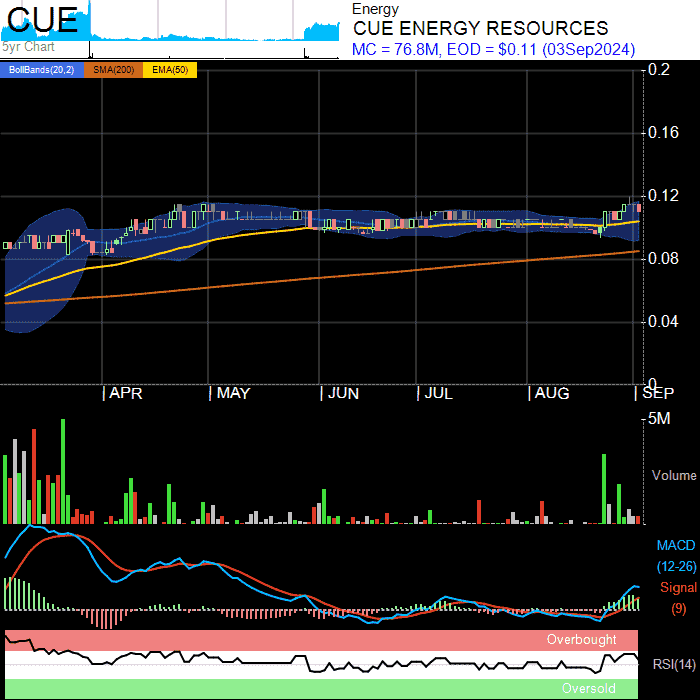 CUE
5yr Chart
Energy
CUE ENERGY RESOURCES
MC = 76.8M, EOD = $0.11 (03Sep2024)
BollBands(20,2) SMA(200) EMA(50)
0.2
0.16
0.12
0.08
0.04
0
APR MAY JUN JUL AUG SEP
5M
Volume
MACD
(12-26)
Signal
(9)
Overbought
RSI(14)
Oversold